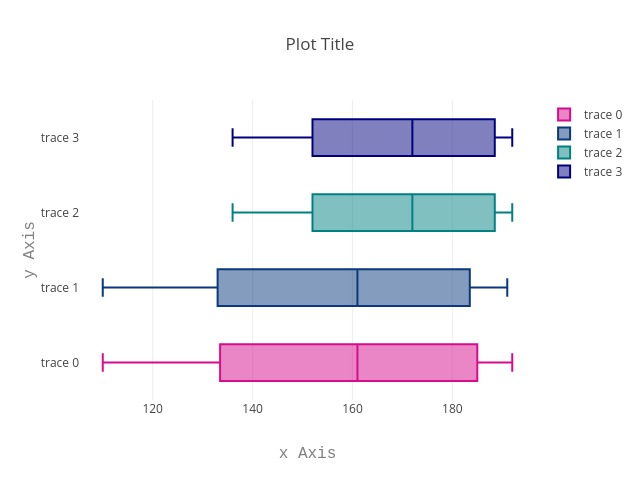 Plot Title
trace 3
trace 2
trace 1
trace 0
y Axis
120 140 160 180
x Axis
trace 0
trace 1
trace 2
trace 3